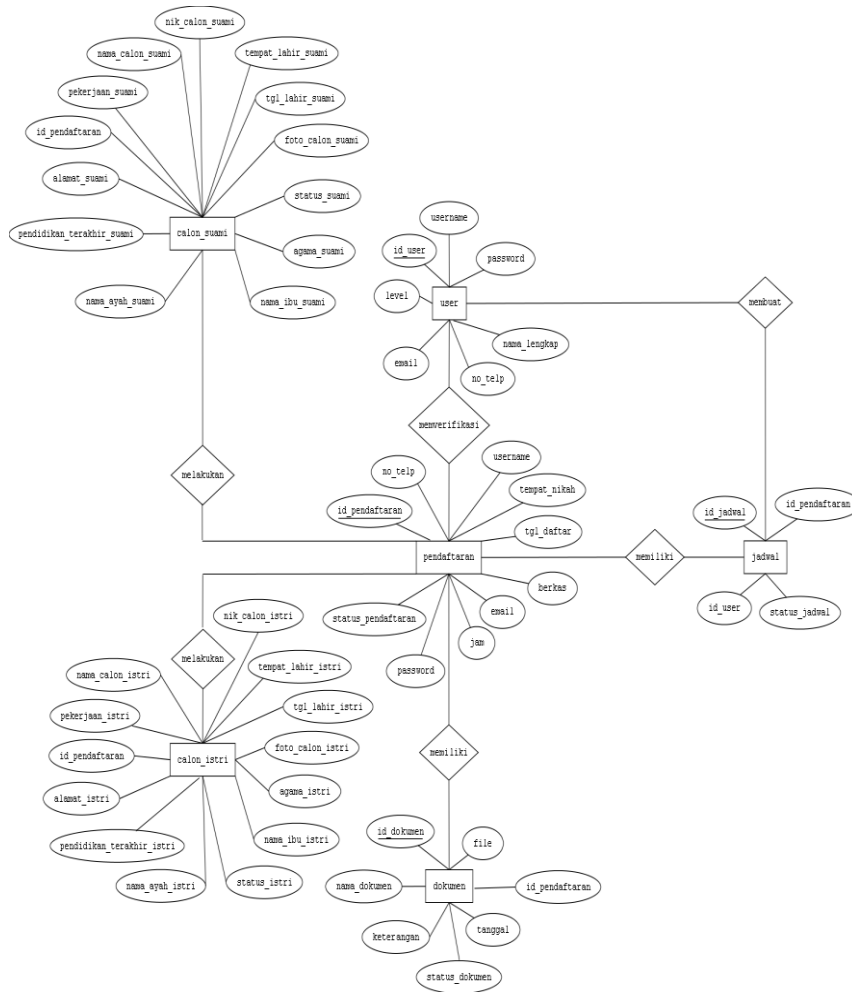 nik_calon_suami
nama_calon_suami
tempat_lahir_suami
pekerjaan_suami
tgl_lahir_suami
id_pendaftaran
foto_calon_suami
alamat_suami
status_suami
pendidikan_terakhir_suami
calon_suami
agama_suami
nama_ayah_suami
nama_ibu_suami
username
id_user
password
level
user
membuat
nama_lengkap
email
no_telp
memverifikasi
melakukan
no_telp
username
tempat_nikah
id_pendaftaran
tgl_daftar
id_jadwal
id_pendaftaran
pendaftaran
memiliki
jadwal
berkas
status_pendaftaran
email
jam
password
id_user
status_jadwal
nik_calon_istri
melakukan
nama_calon_istri
tempat_lahir_istri
pekerjaan_istri
tgl_lahir_istri
id_pendaftaran
foto_calon_istri
calon_istri
alamat_istri
agama_istri
pendidikan_terakhir_istri
nama_ibu_istri
nama_ayah_istri
status_istri
memiliki
id_dokumen
file
nama_dokumen
dokumen
id_pendaftaran
keterangan
tanggal
status_dokumen